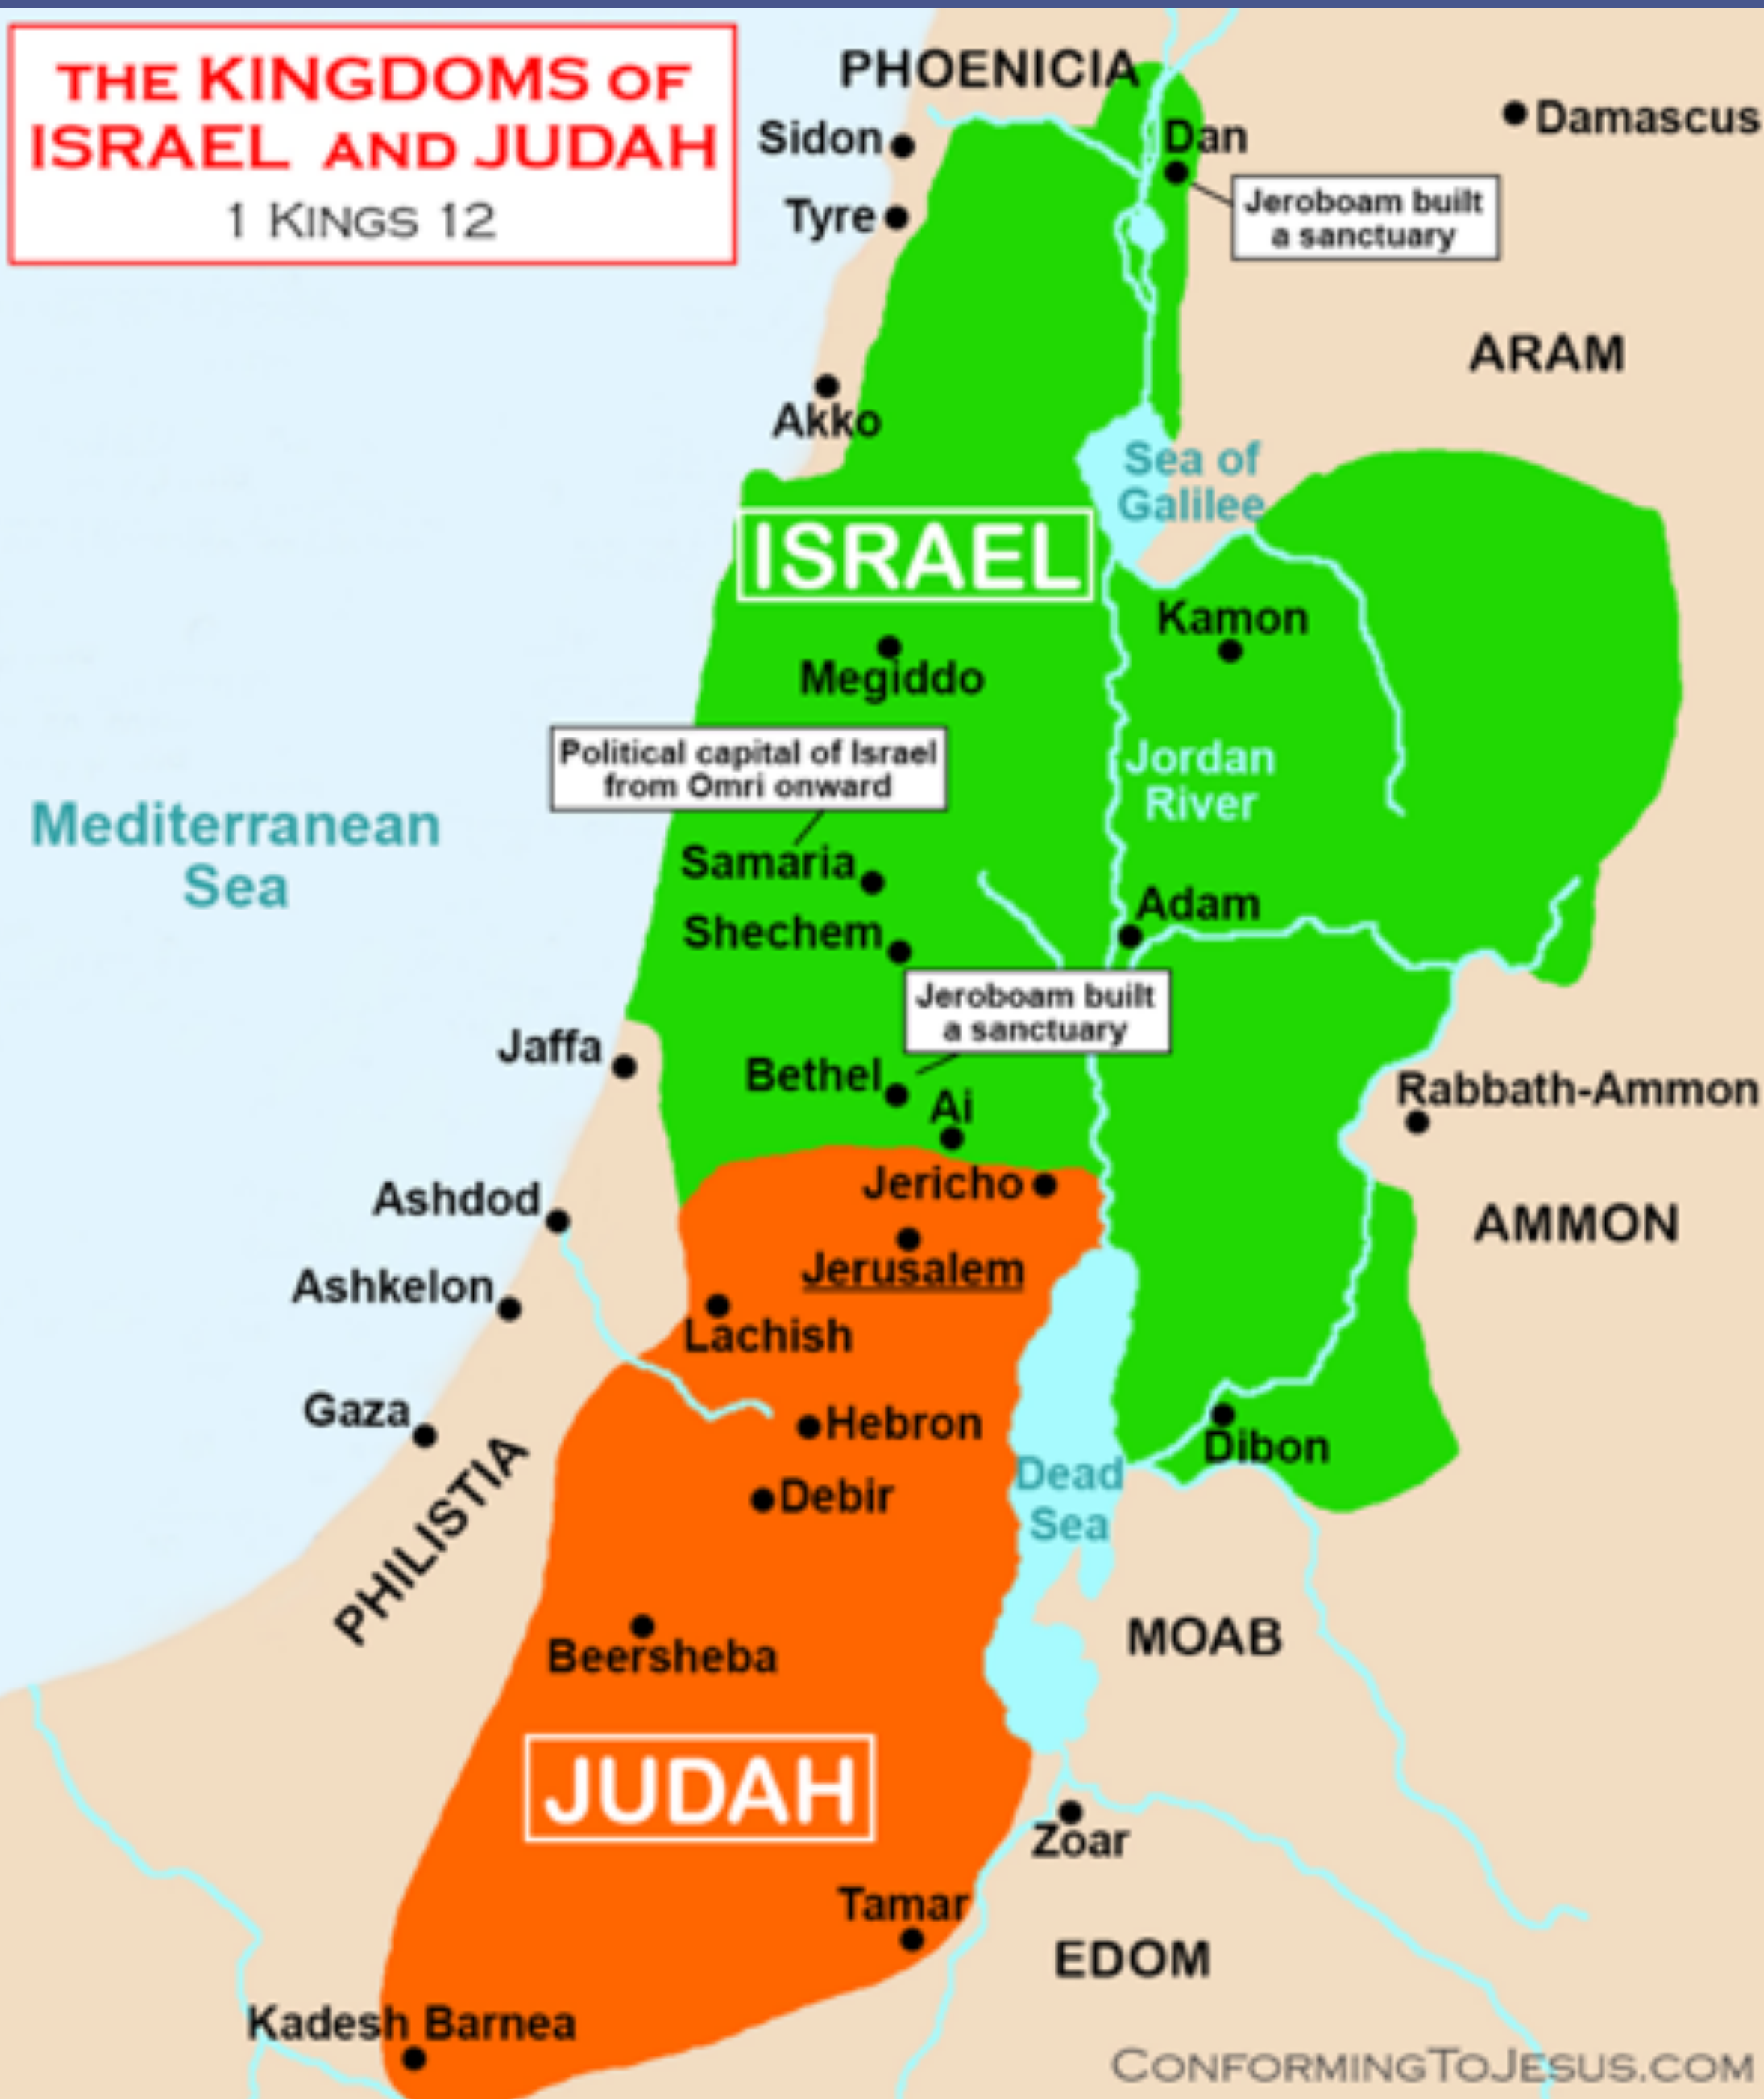 THE KINGDOMS OF
ISRAEL AND JUDAH
1 KINGS 12
PHOENICIA
Damascus
Sidon
Dan
Tyre
Jeroboam built
a sanctuary
ARAM
Akko
Sea of
Galilee
ISRAEL
Kamon
Megiddo
Political capital of Israel
from Omri onward
Jordan
River
Mediterranean
Sea
Samaria
Adam
Shechem
Jeroboam built
a sanctuary
Jaffa
Bethel
Ai
Rabbath-Ammon
Jericho
Ashdod
AMMON
Jerusalem
Ashkelon
Lachish
Gaza
Hebron
Dibon
Dead
Sea
Debir
PHILISTIA
MOAB
Beersheba
JUDAH
Zoar
Tamar
EDOM
Kadesh Barnea
CONFORMINGTOJESUS.COM